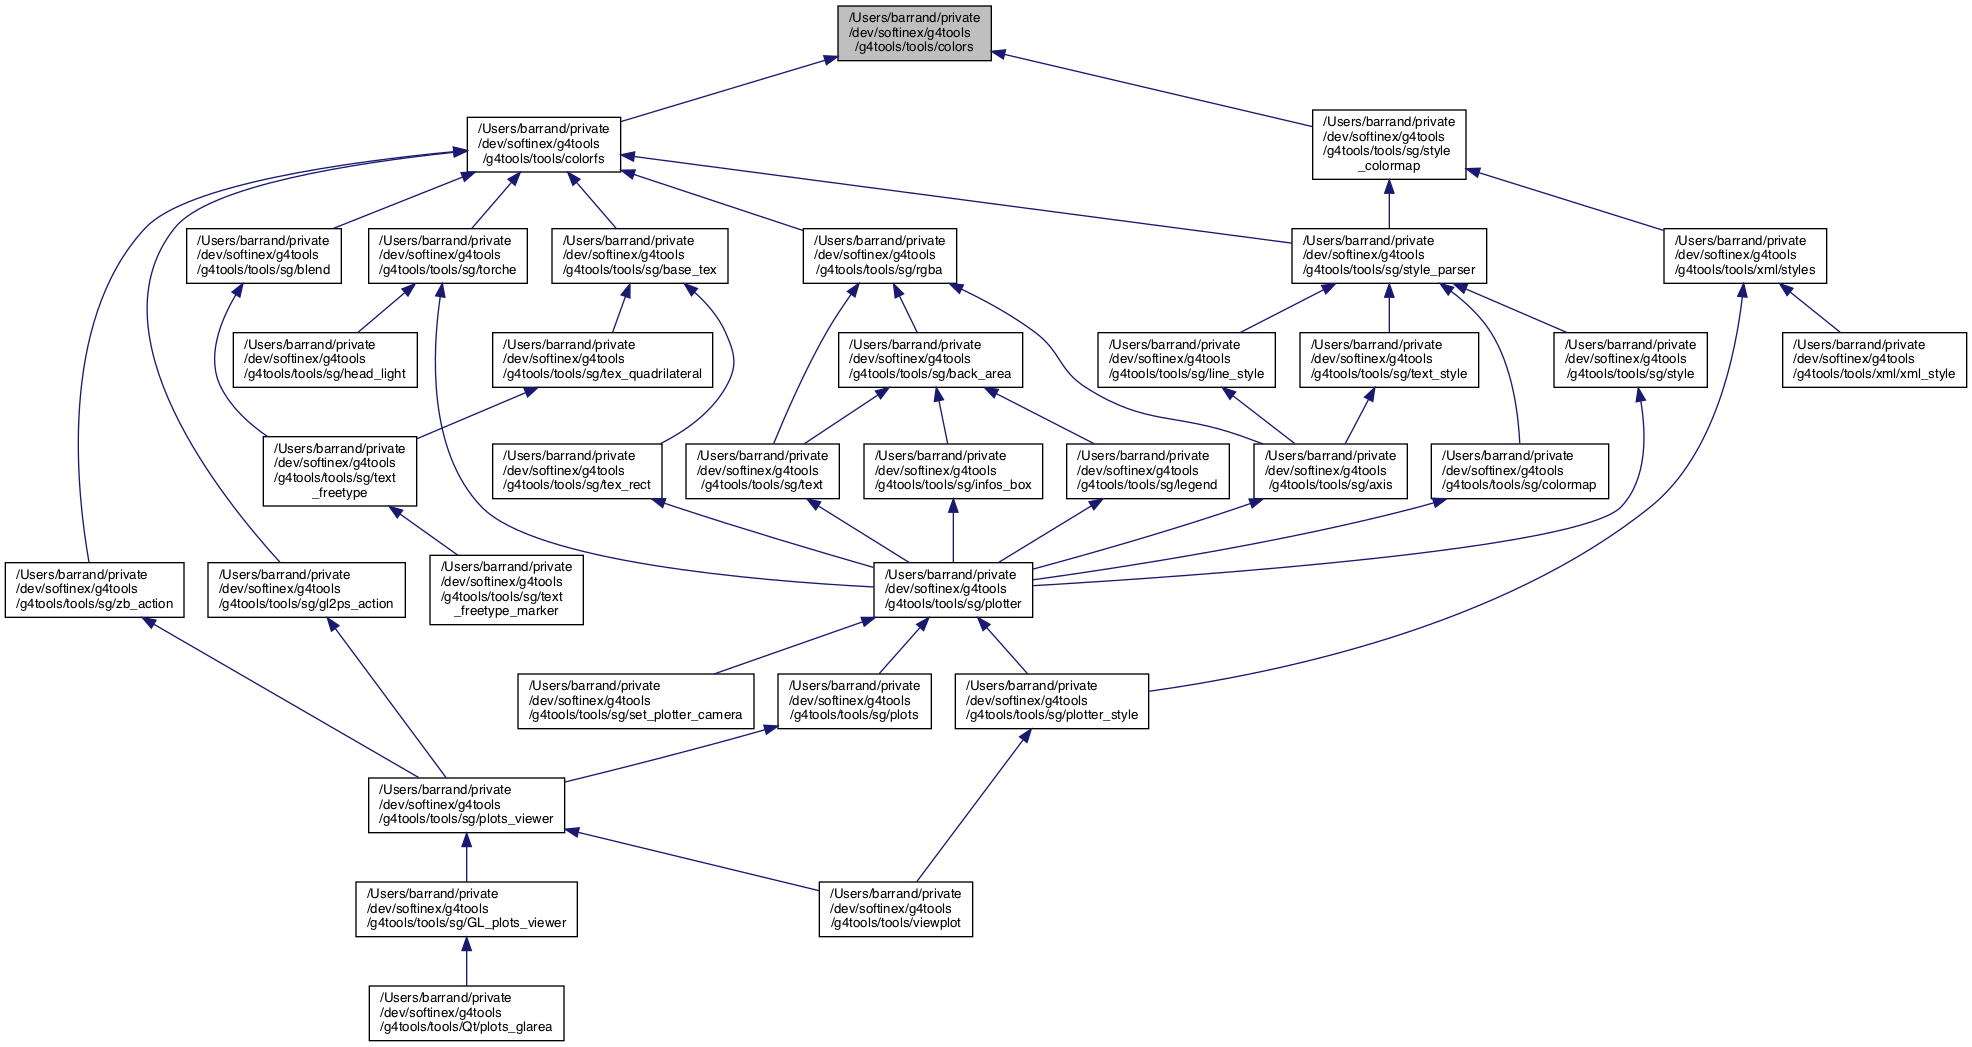 /Users/barrand/private
/dev/softinex/g4tools
/g4tools/tools/colors
/Users/barrand/private
/dev/softinex/g4tools
/g4tools/tools/colorfs
/Users/barrand/private
/dev/softinex/g4tools
/g4tools/tools/sg/style
_colormap
/Users/barrand/private
/dev/softinex/g4tools
/g4tools/tools/sg/blend
/Users/barrand/private
/dev/softinex/g4tools
/g4tools/tools/sg/torche
/Users/barrand/private
/dev/softinex/g4tools
/g4tools/tools/sg/base_tex
/Users/barrand/private
/dev/softinex/g4tools
/g4tools/tools/sg/rgba
/Users/barrand/private
/dev/softinex/g4tools
/g4tools/tools/sg/style_parser
/Users/barrand/private
/dev/softinex/g4tools
/g4tools/tools/xml/styles
/Users/barrand/private
/dev/softinex/g4tools
/g4tools/tools/sg/head_light
/Users/barrand/private
/dev/softinex/g4tools
/g4tools/tools/sg/tex_quadrilateral
/Users/barrand/private
/dev/softinex/g4tools
/g4tools/tools/sg/back_area
/Users/barrand/private
/dev/softinex/g4tools
/g4tools/tools/sg/line_style
/Users/barrand/private
/dev/softinex/g4tools
/g4tools/tools/sg/text_style
/Users/barrand/private
/dev/softinex/g4tools
/g4tools/tools/sg/style
/Users/barrand/private
/dev/softinex/g4tools
/g4tools/tools/xml/xml_style
/Users/barrand/private
/dev/softinex/g4tools
/g4tools/tools/sg/text
_freetype
/Users/barrand/private
/dev/softinex/g4tools
/g4tools/tools/sg/tex_rect
/Users/barrand/private
/dev/softinex/g4tools
/g4tools/tools/sg/text
/Users/barrand/private
/dev/softinex/g4tools
/g4tools/tools/sg/infos_box
/Users/barrand/private
/dev/softinex/g4tools
/g4tools/tools/sg/legend
/Users/barrand/private
/dev/softinex/g4tools
/g4tools/tools/sg/axis
/Users/barrand/private
/dev/softinex/g4tools
/g4tools/tools/sg/colormap
/Users/barrand/private
/dev/softinex/g4tools
/g4tools/tools/sg/zb_action
/Users/barrand/private
/dev/softinex/g4tools
/g4tools/tools/sg/gl2ps_action
/Users/barrand/private
/dev/softinex/g4tools
/g4tools/tools/sg/text
_freetype_marker
/Users/barrand/private
/dev/softinex/g4tools
/g4tools/tools/sg/plotter
/Users/barrand/private
/dev/softinex/g4tools
/g4tools/tools/sg/set_plotter_camera
/Users/barrand/private
/dev/softinex/g4tools
/g4tools/tools/sg/plots
/Users/barrand/private
/dev/softinex/g4tools
/g4tools/tools/sg/plotter_style
/Users/barrand/private
/dev/softinex/g4tools
/g4tools/tools/sg/plots_viewer
/Users/barrand/private
/dev/softinex/g4tools
/g4tools/tools/sg/GL_plots_viewer
/Users/barrand/private
/dev/softinex/g4tools
/g4tools/tools/viewplot
/Users/barrand/private
/dev/softinex/g4tools
/g4tools/tools/Qt/plots_glarea